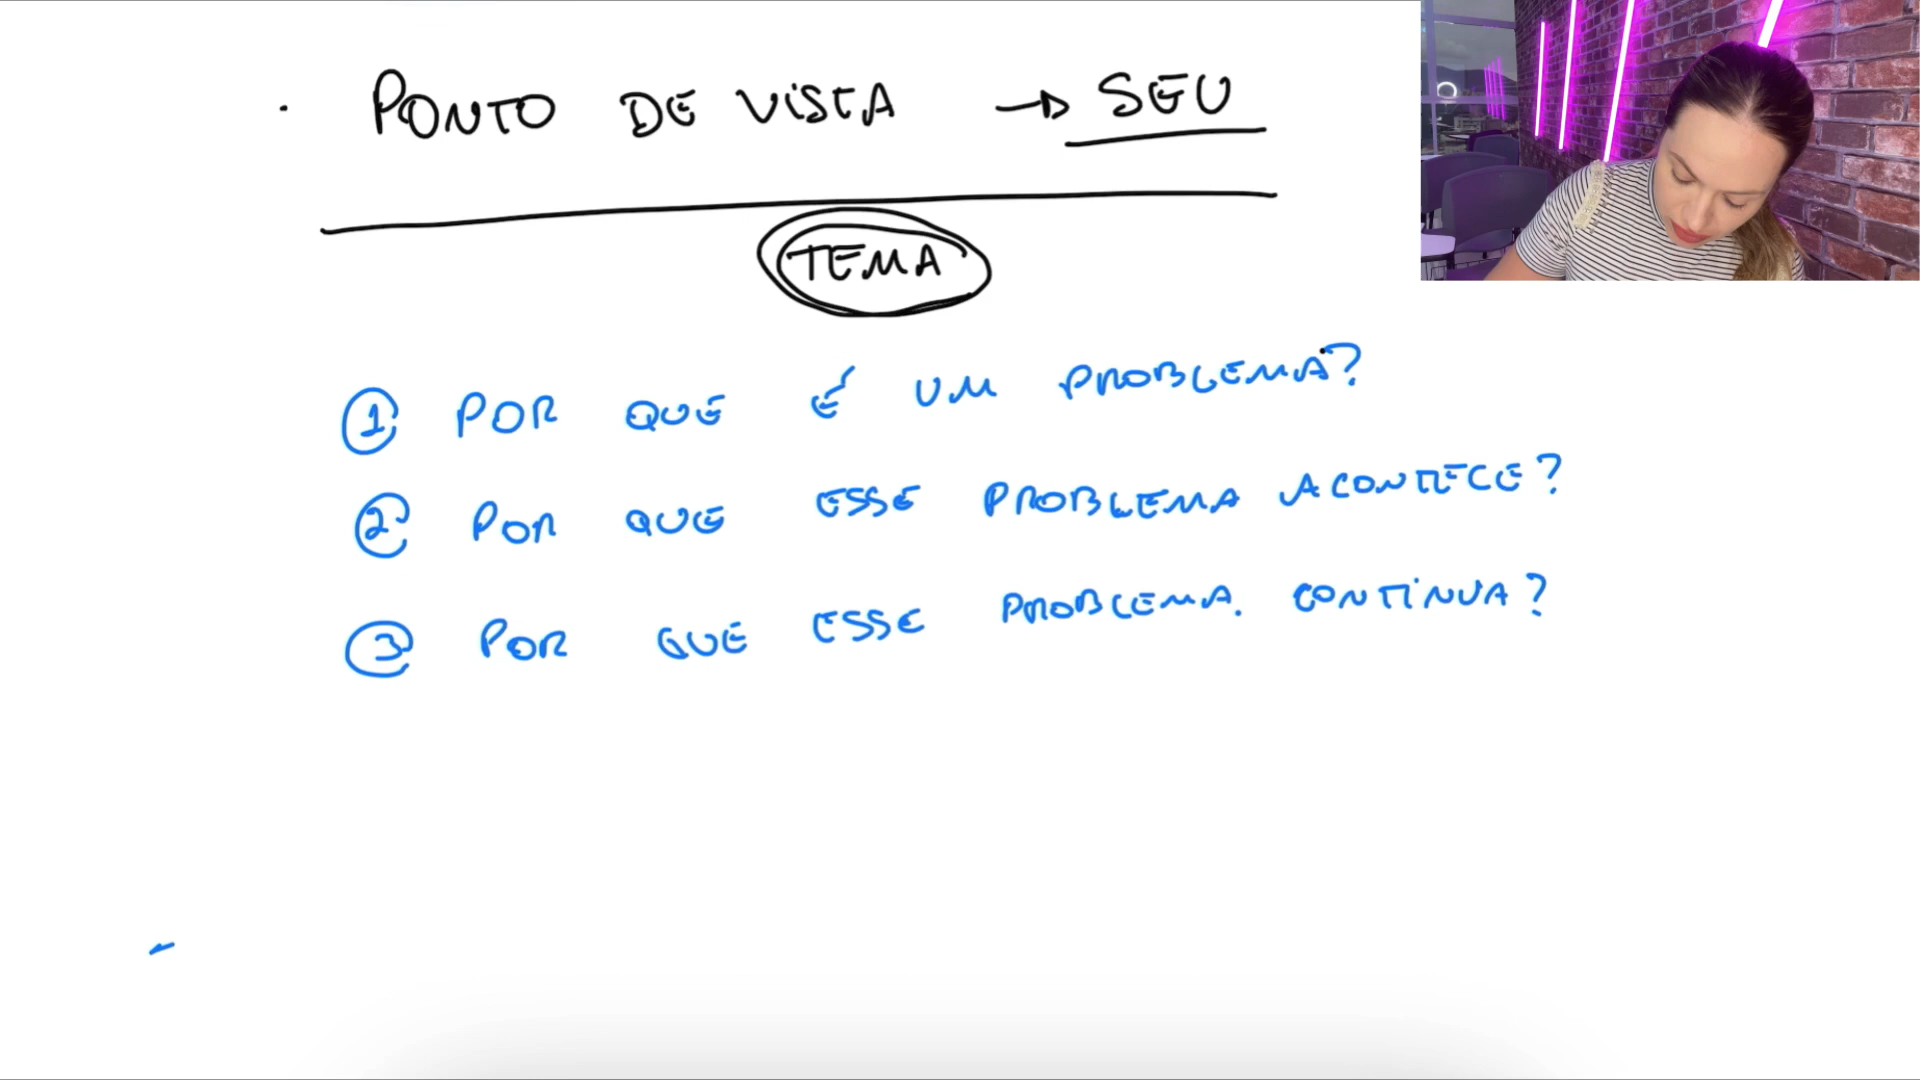 · PONTO DE VISTA → SEU
TEMA
1 POR QUE É UM PROBLEMA?
2 POR QUE ESSE PROBLEMA ACONTECE?
3 POR QUE ESSE PROBLEMA. CONTINUA?